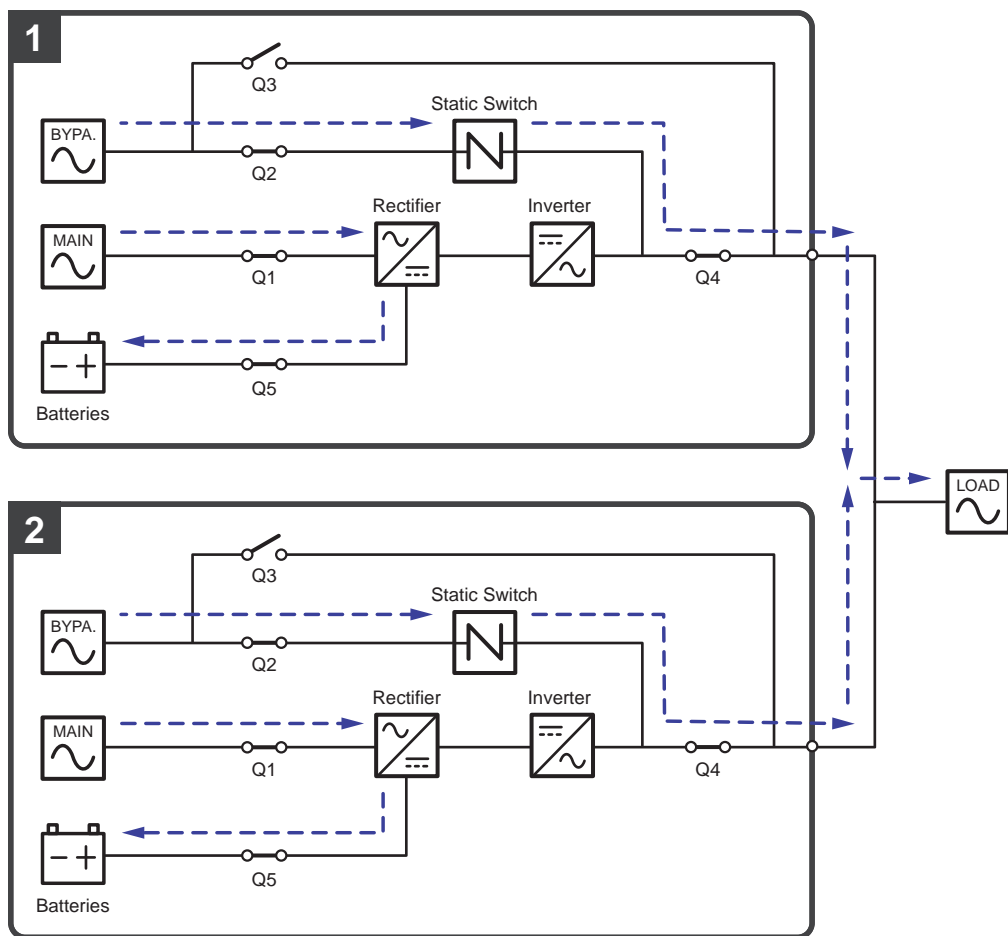 1
Q3
Static Switch
BYPA.
Q2
Rectifier
Inverter
MAIN
Q1
Q4
Q5
Batteries
LOAD
2
Q3
Static Switch
BYPA.
Q2
Rectifier
Inverter
MAIN
Q1
Q4
Q5
Batteries